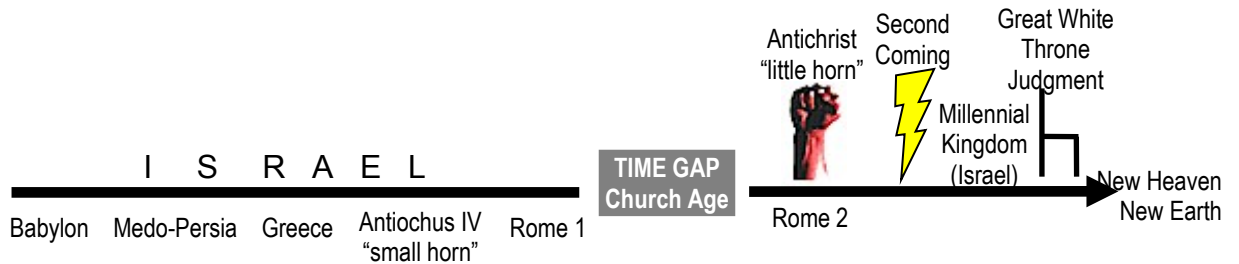 Antichrist
“little horn”
Second
Coming
Great White
Throne
Judgment
Millennial
Kingdom
(Israel)
I S R A E L
TIME GAP
Church Age
New Heaven
New Earth
Babylon
Medo-Persia
Greece
Antiochus IV
“small horn”
Rome 1
Rome 2